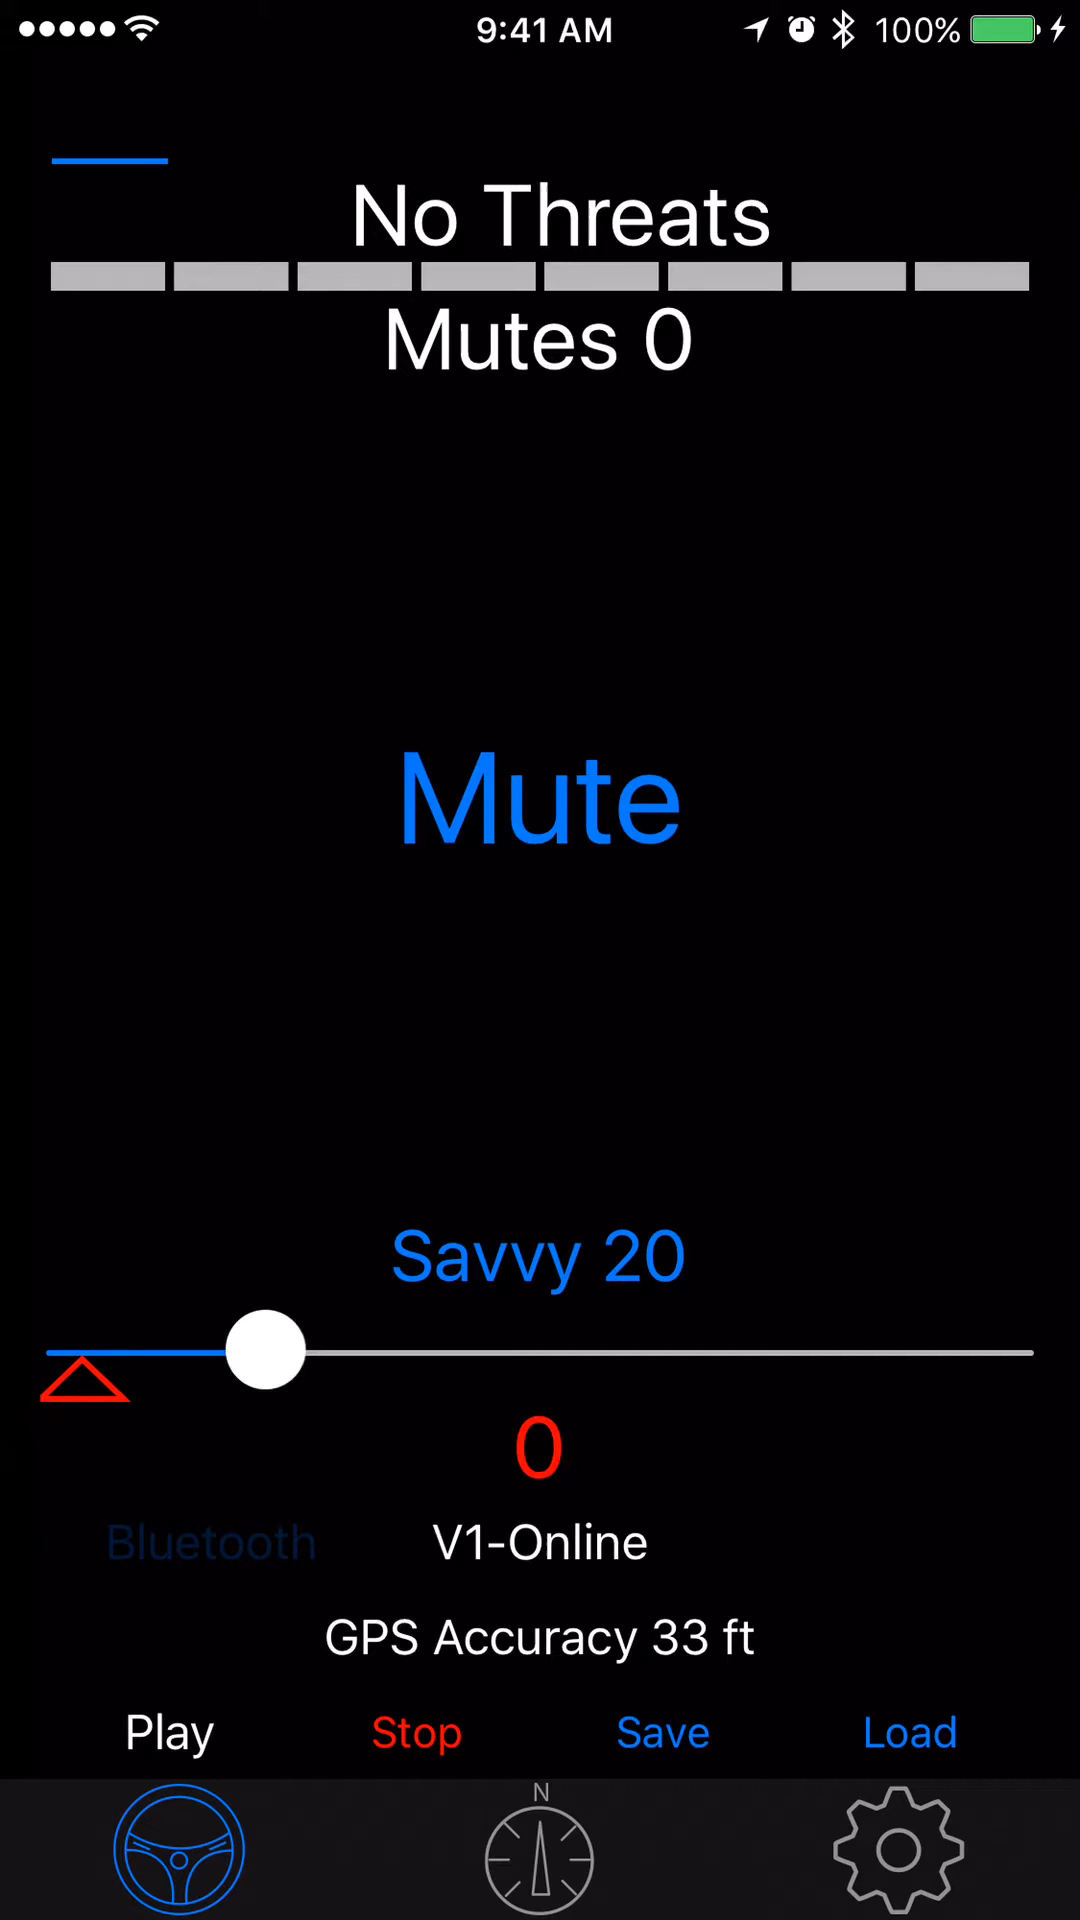 9:41 AM 100%
No Threats
Mutes 0
Mute
Savvy 20
0
Bluetooth V1-Online
GPS Accuracy 33 ft
Play Stop Save Load
N